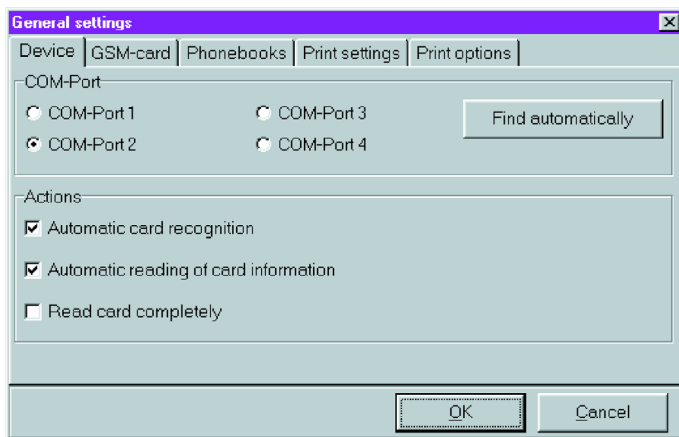 General settings
Device GSM-card Phonebooks Print settings Print options
COM-Port
COM-Port 1 COM-Port 3 Find automatically
COM-Port 2 COM-Port 4
Actions
Automatic card recognition
Automatic reading of card information
Read card completely
OK Cancel